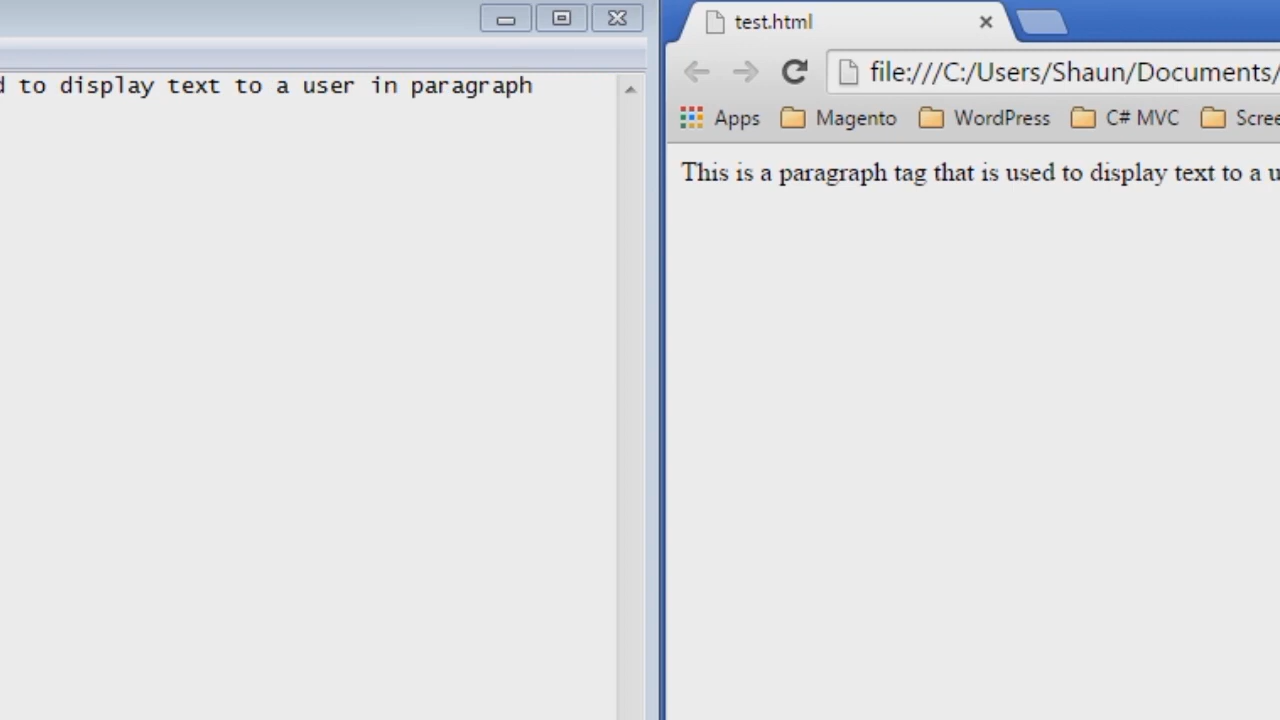 to display text to a user in paragraph
test.html
file:///C:/Users/Shaun/Documents/
Apps Magento WordPress C# MVC
This is a paragraph tag that is used to display text to a